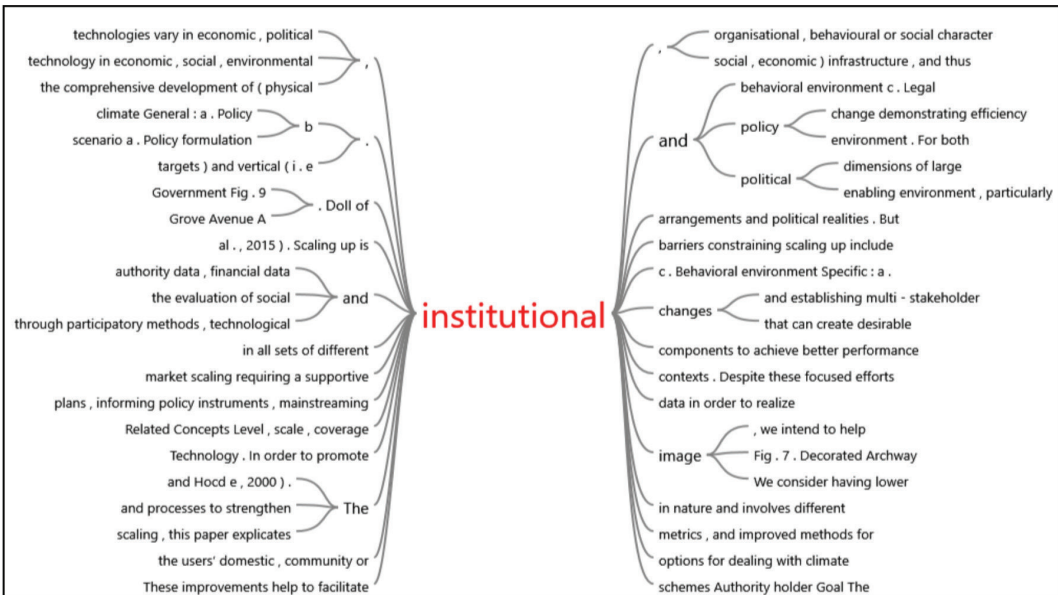 technologies vary in economic , political
technology in economic , social , environmental
the comprehensive development of ( physical
,
climate General : a . Policy
scenario a . Policy formulation
b
targets ) and vertical ( i . e
.
Government Fig . 9
Grove Avenue A
. Doll of
al . , 2015 ) . Scaling up is
authority data , financial data
the evaluation of social
through participatory methods , technological
and
in all sets of different
market scaling requiring a supportive
plans , informing policy instruments , mainstreaming
Related Concepts Level , scale , coverage
Technology . In order to promote
and Hocd e , 2000 ) .
and processes to strengthen
scaling , this paper explicates
The
the users' domestic , community or
These improvements help to facilitate
institutional
,
organisational , behavioural or social character
social , economic ) infrastructure , and thus
and
behavioral environment c . Legal
policy
change demonstrating efficiency
environment . For both
political
dimensions of large
enabling environment , particularly
arrangements and political realities . But
barriers constraining scaling up include
c . Behavioral environment Specific : a .
changes
and establishing multi - stakeholder
that can create desirable
components to achieve better performance
contexts . Despite these focused efforts
data in order to realize
image
, we intend to help
Fig . 7 . Decorated Archway
We consider having lower
in nature and involves different
metrics , and improved methods for
options for dealing with climate
schemes Authority holder Goal The